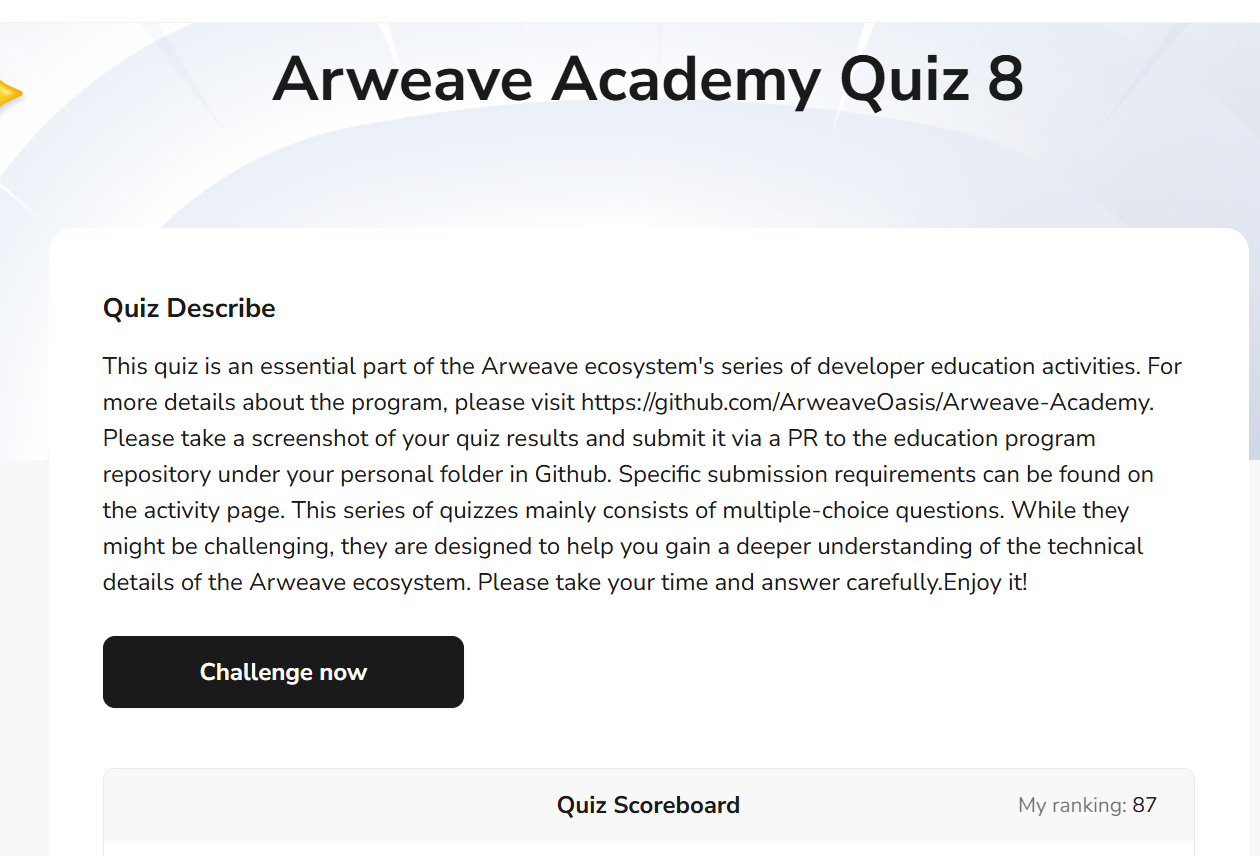 Arweave Academy Quiz 8
Quiz Describe
This quiz is an essential part of the Arweave ecosystem's series of developer education activities. For
more details about the program, please visit https://github.com/ArweaveOasis/Arweave-Academy.
Please take a screenshot of your quiz results and submit it via a PR to the education program
repository under your personal folder in Github. Specific submission requirements can be found on
the activity page. This series of quizzes mainly consists of multiple-choice questions. While they
might be challenging, they are designed to help you gain a deeper understanding of the technical
details of the Arweave ecosystem. Please take your time and answer carefully.Enjoy it!
Challenge now
Quiz Scoreboard
My ranking: 87